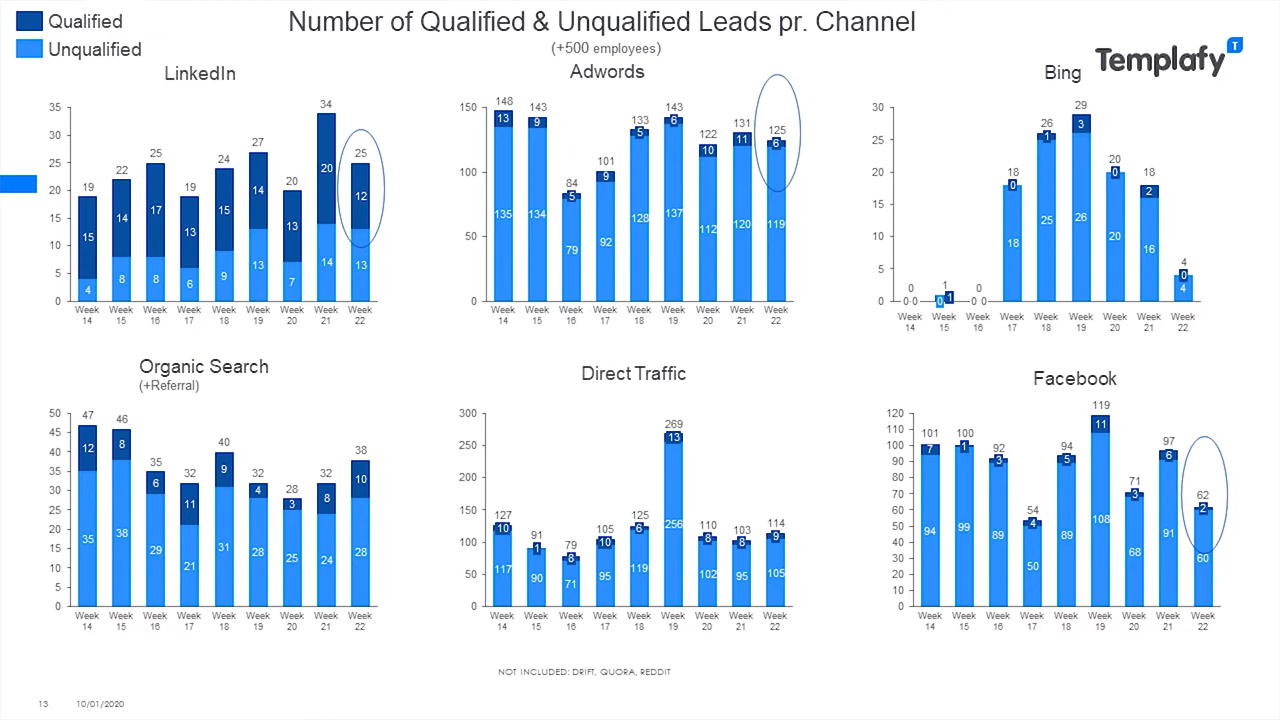 Qualified
Unqualified
Number of Qualified & Unqualified Leads pr. Channel
(+500 employees)
Templafy
T
LinkedIn
35
30
25
20
15
10
5
0
19 22 25 19 24 27 20 34 25
15 14 17 13 15 14 13 20 12
4 8 8 6 9 13 7 14 13
Week Week Week Week Week Week Week Week Week
14 15 16 17 18 19 20 21 22
Adwords
150
100
50
0
148 143 84 101 133 143 122 131 125
13 9 5 9 5 6 10 11 6
135 134 79 92 128 137 112 120 119
Week Week Week Week Week Week Week Week Week
14 15 16 17 18 19 20 21 22
Bing
30
25
20
15
10
5
0
0 1 0 18 26 29 20 18 4
0 1 0 0 1 3 0 2 0
0 0 0 18 25 26 20 16 4
Week Week Week Week Week Week Week Week Week
14 15 16 17 18 19 20 21 22
Organic Search
(+Referral)
50
45
40
35
30
25
20
15
10
5
0
47 46 35 32 40 32 28 32 38
12 8 6 11 9 4 3 8 10
35 38 29 21 31 28 25 24 28
Week Week Week Week Week Week Week Week Week
14 15 16 17 18 19 20 21 22
Direct Traffic
300
200
150
100
50
0
127 91 79 105 125 269 110 103 114
10 1 8 10 6 13 8 8 9
117 90 71 95 119 256 102 95 105
Week Week Week Week Week Week Week Week Week
14 15 16 17 18 19 20 21 22
Facebook
120
110
100
90
80
70
60
50
40
30
20
10
0
101 100 92 54 94 119 71 97 62
7 1 3 4 5 11 3 6 2
94 99 89 50 89 108 68 91 60
Week Week Week Week Week Week Week Week Week
14 15 16 17 18 19 20 21 22
NOT INCLUDED: DRIFT, QUORA, REDDIT
13 10/01/2020